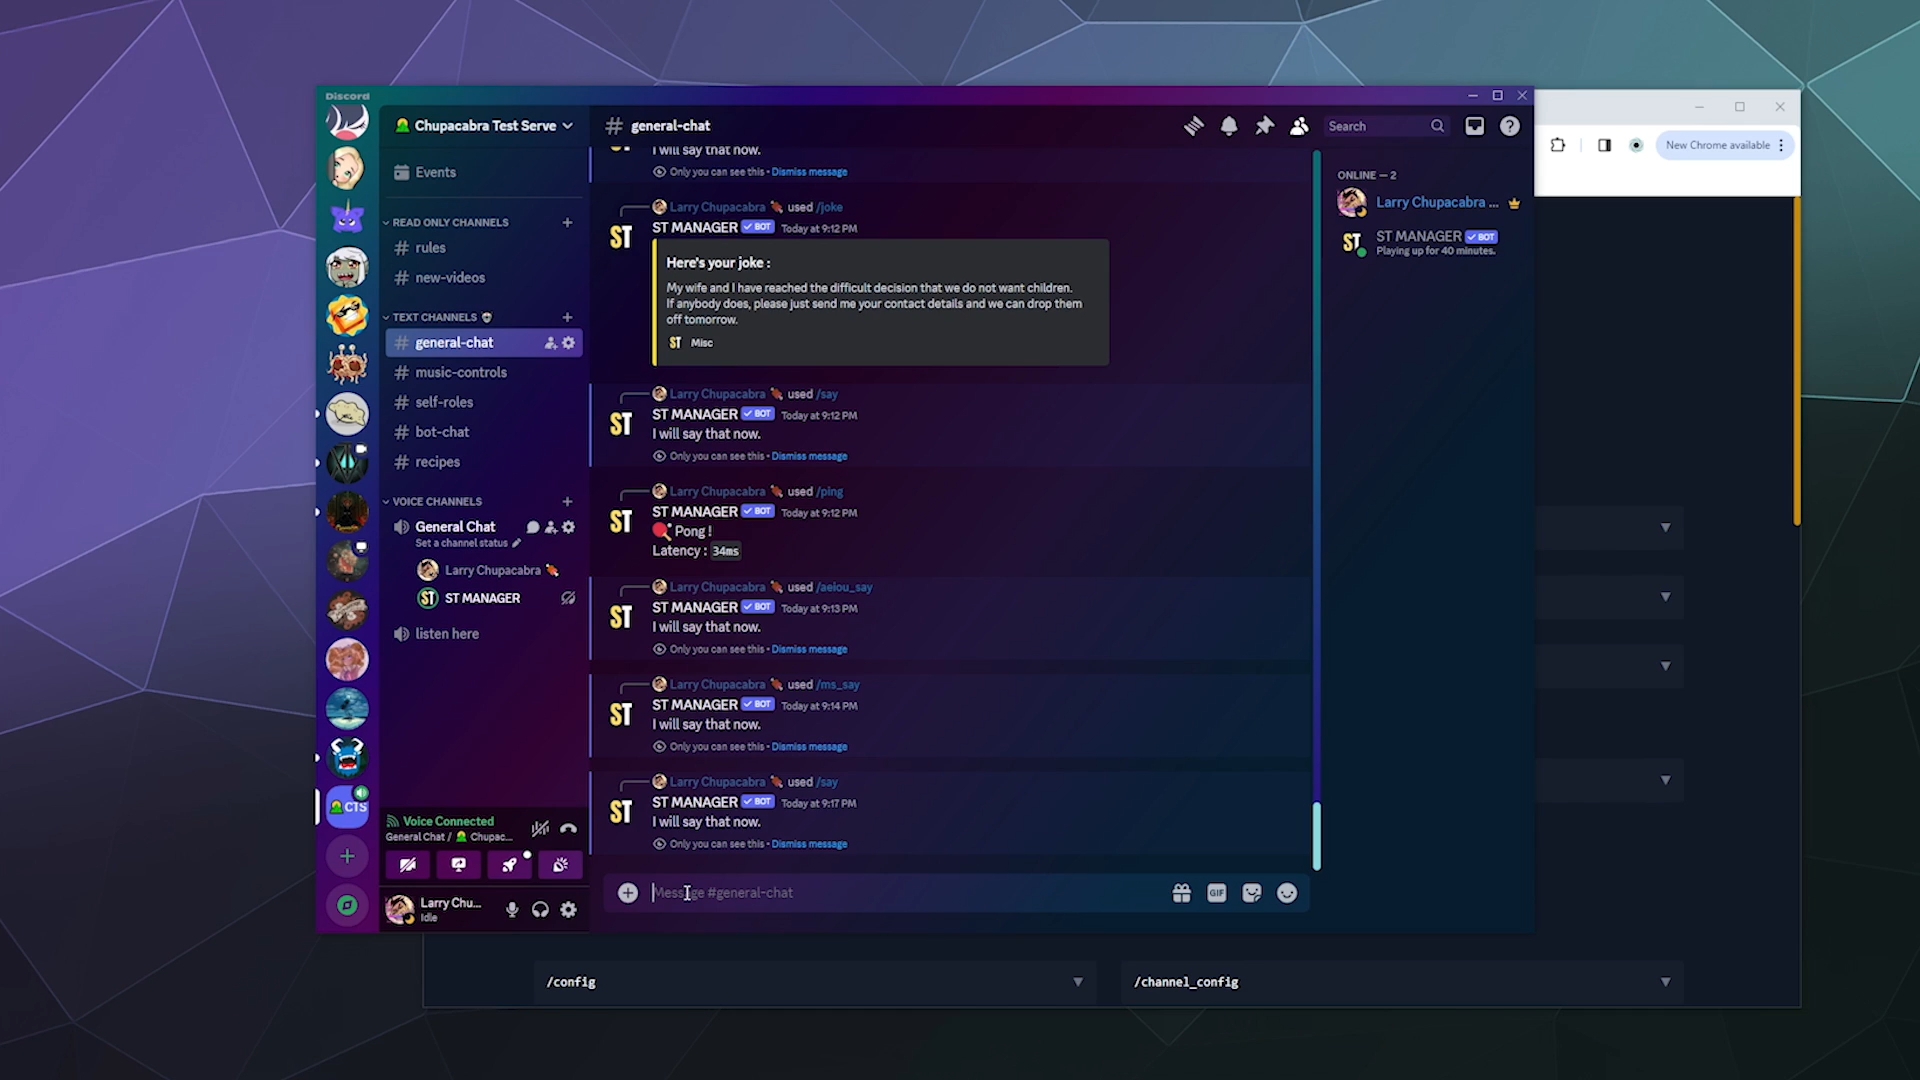 Discord
Chupacabra Test Serve
general-chat
Search
New Chrome available
Events
READ ONLY CHANNELS
rules
new-videos
TEXT CHANNELS
general-chat
music-controls
self-roles
bot-chat
recipes
VOICE CHANNELS
General Chat
Set a channel status
Larry Chupacabra
ST MANAGER
listen here
CTS
Voice Connected
General Chat / Chupac...
Larry Chu...
Idle
I will say that now.
Only you can see this • Dismiss message
Larry Chupacabra used /joke
ST MANAGER BOT Today at 9:12 PM
Here's your joke :
My wife and I have reached the difficult decision that we do not want children.
If anybody does, please just send me your contact details and we can drop them
off tomorrow.
ST Misc
Larry Chupacabra used /say
ST MANAGER BOT Today at 9:12 PM
I will say that now.
Only you can see this • Dismiss message
Larry Chupacabra used /ping
ST MANAGER BOT Today at 9:12 PM
Pong !
Latency : 34ms
Larry Chupacabra used /aeiou_say
ST MANAGER BOT Today at 9:13 PM
I will say that now.
Only you can see this • Dismiss message
Larry Chupacabra used /ms_say
ST MANAGER BOT Today at 9:14 PM
I will say that now.
Only you can see this • Dismiss message
Larry Chupacabra used /say
ST MANAGER BOT Today at 9:17 PM
I will say that now.
Only you can see this • Dismiss message
Message #general-chat
GIF
ONLINE — 2
Larry Chupacabra ...
ST MANAGER BOT
Playing up for 40 minutes.
/config
/channel_config